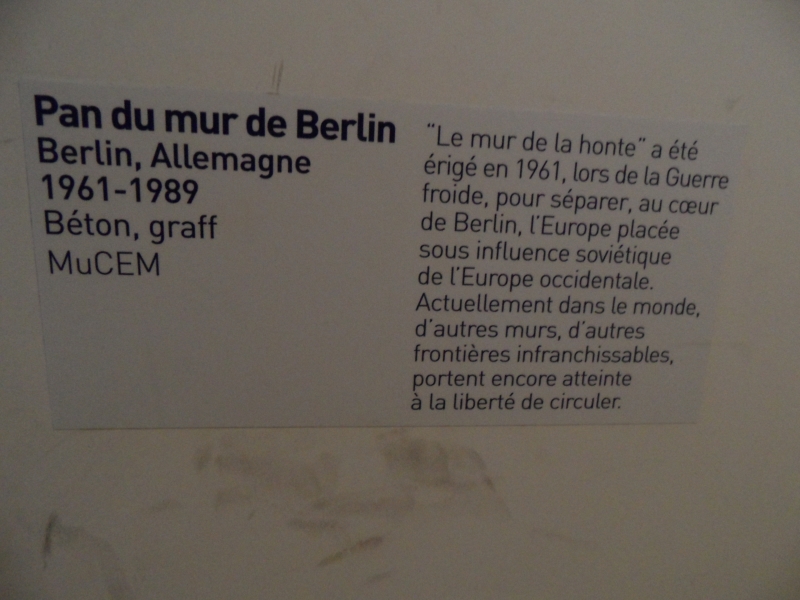 Pan du mur de Berlin
Berlin, Allemagne
1961-1989
Béton, graff
MuCEM
"Le mur de la honte" a été
érigé en 1961, lors de la Guerre
froide, pour séparer, au cœur
de Berlin, l'Europe placée
sous influence soviétique
de l'Europe occidentale.
Actuellement dans le monde,
d'autres murs, d'autres
frontières infranchissables,
portent encore atteinte
à la liberté de circuler.